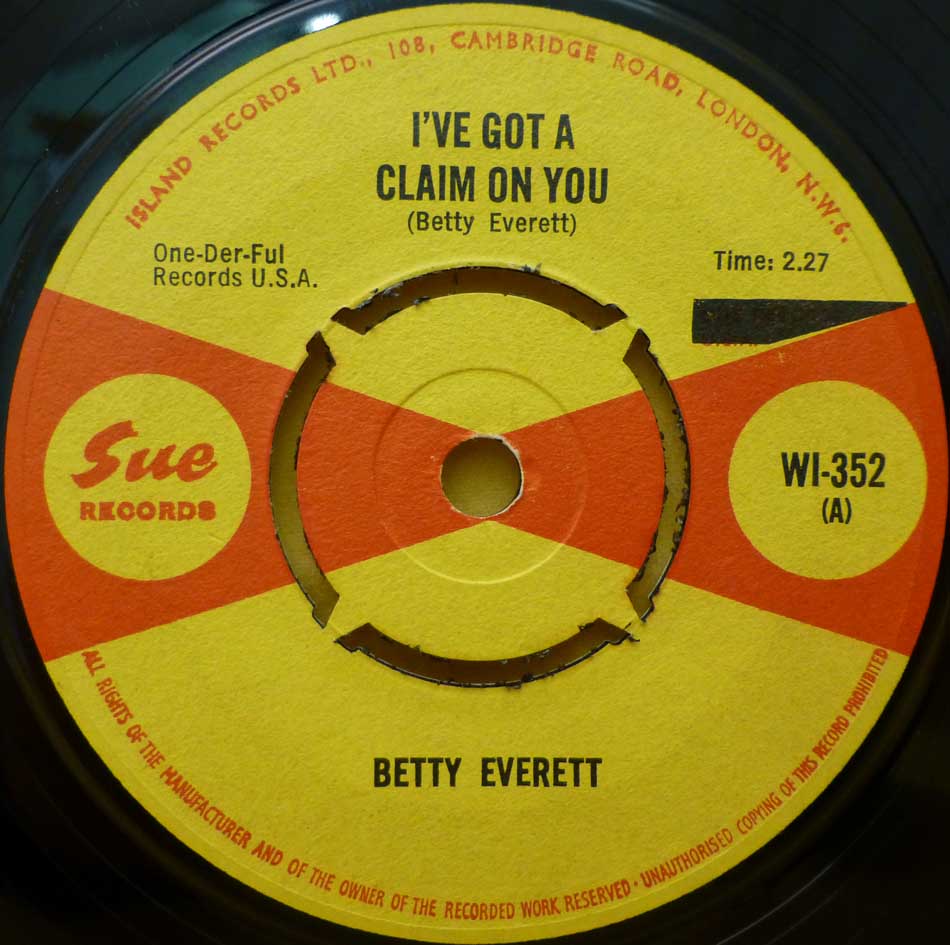 ISLAND RECORDS LTD., 108, CAMBRIDGE ROAD, LONDON, N.W.6.
I'VE GOT A
CLAIM ON YOU
(Betty Everett)
One-Der-Ful
Records U.S.A.
Time: 2.27
Sue
RECORDS
WI-352
(A)
BETTY EVERETT
ALL RIGHTS OF THE MANUFACTURER AND OF THE OWNER OF THE RECORDED WORK RESERVED · UNAUTHORISED COPYING OF THIS RECORD PROHIBITED